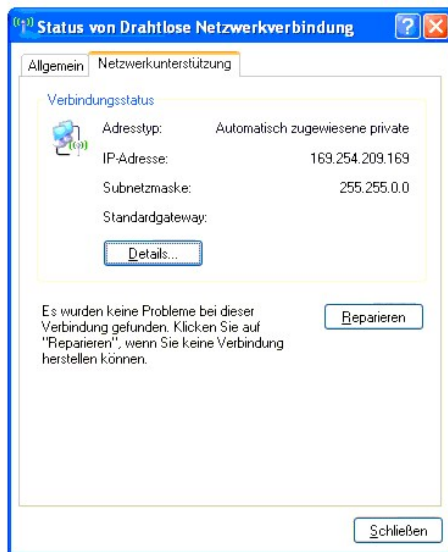 Status von Drahtlose Netzwerkverbindung
Allgemein
Netzwerkunterstützung
Verbindungsstatus
Adresstyp: Automatisch zugewiesene private
IP-Adresse: 169.254.209.169
Subnetzmaske: 255.255.0.0
Standardgateway:
Details...
Es wurden keine Probleme bei dieser
Verbindung gefunden. Klicken Sie auf
"Reparieren", wenn Sie keine Verbindung
herstellen können.
Reparieren
Schließen